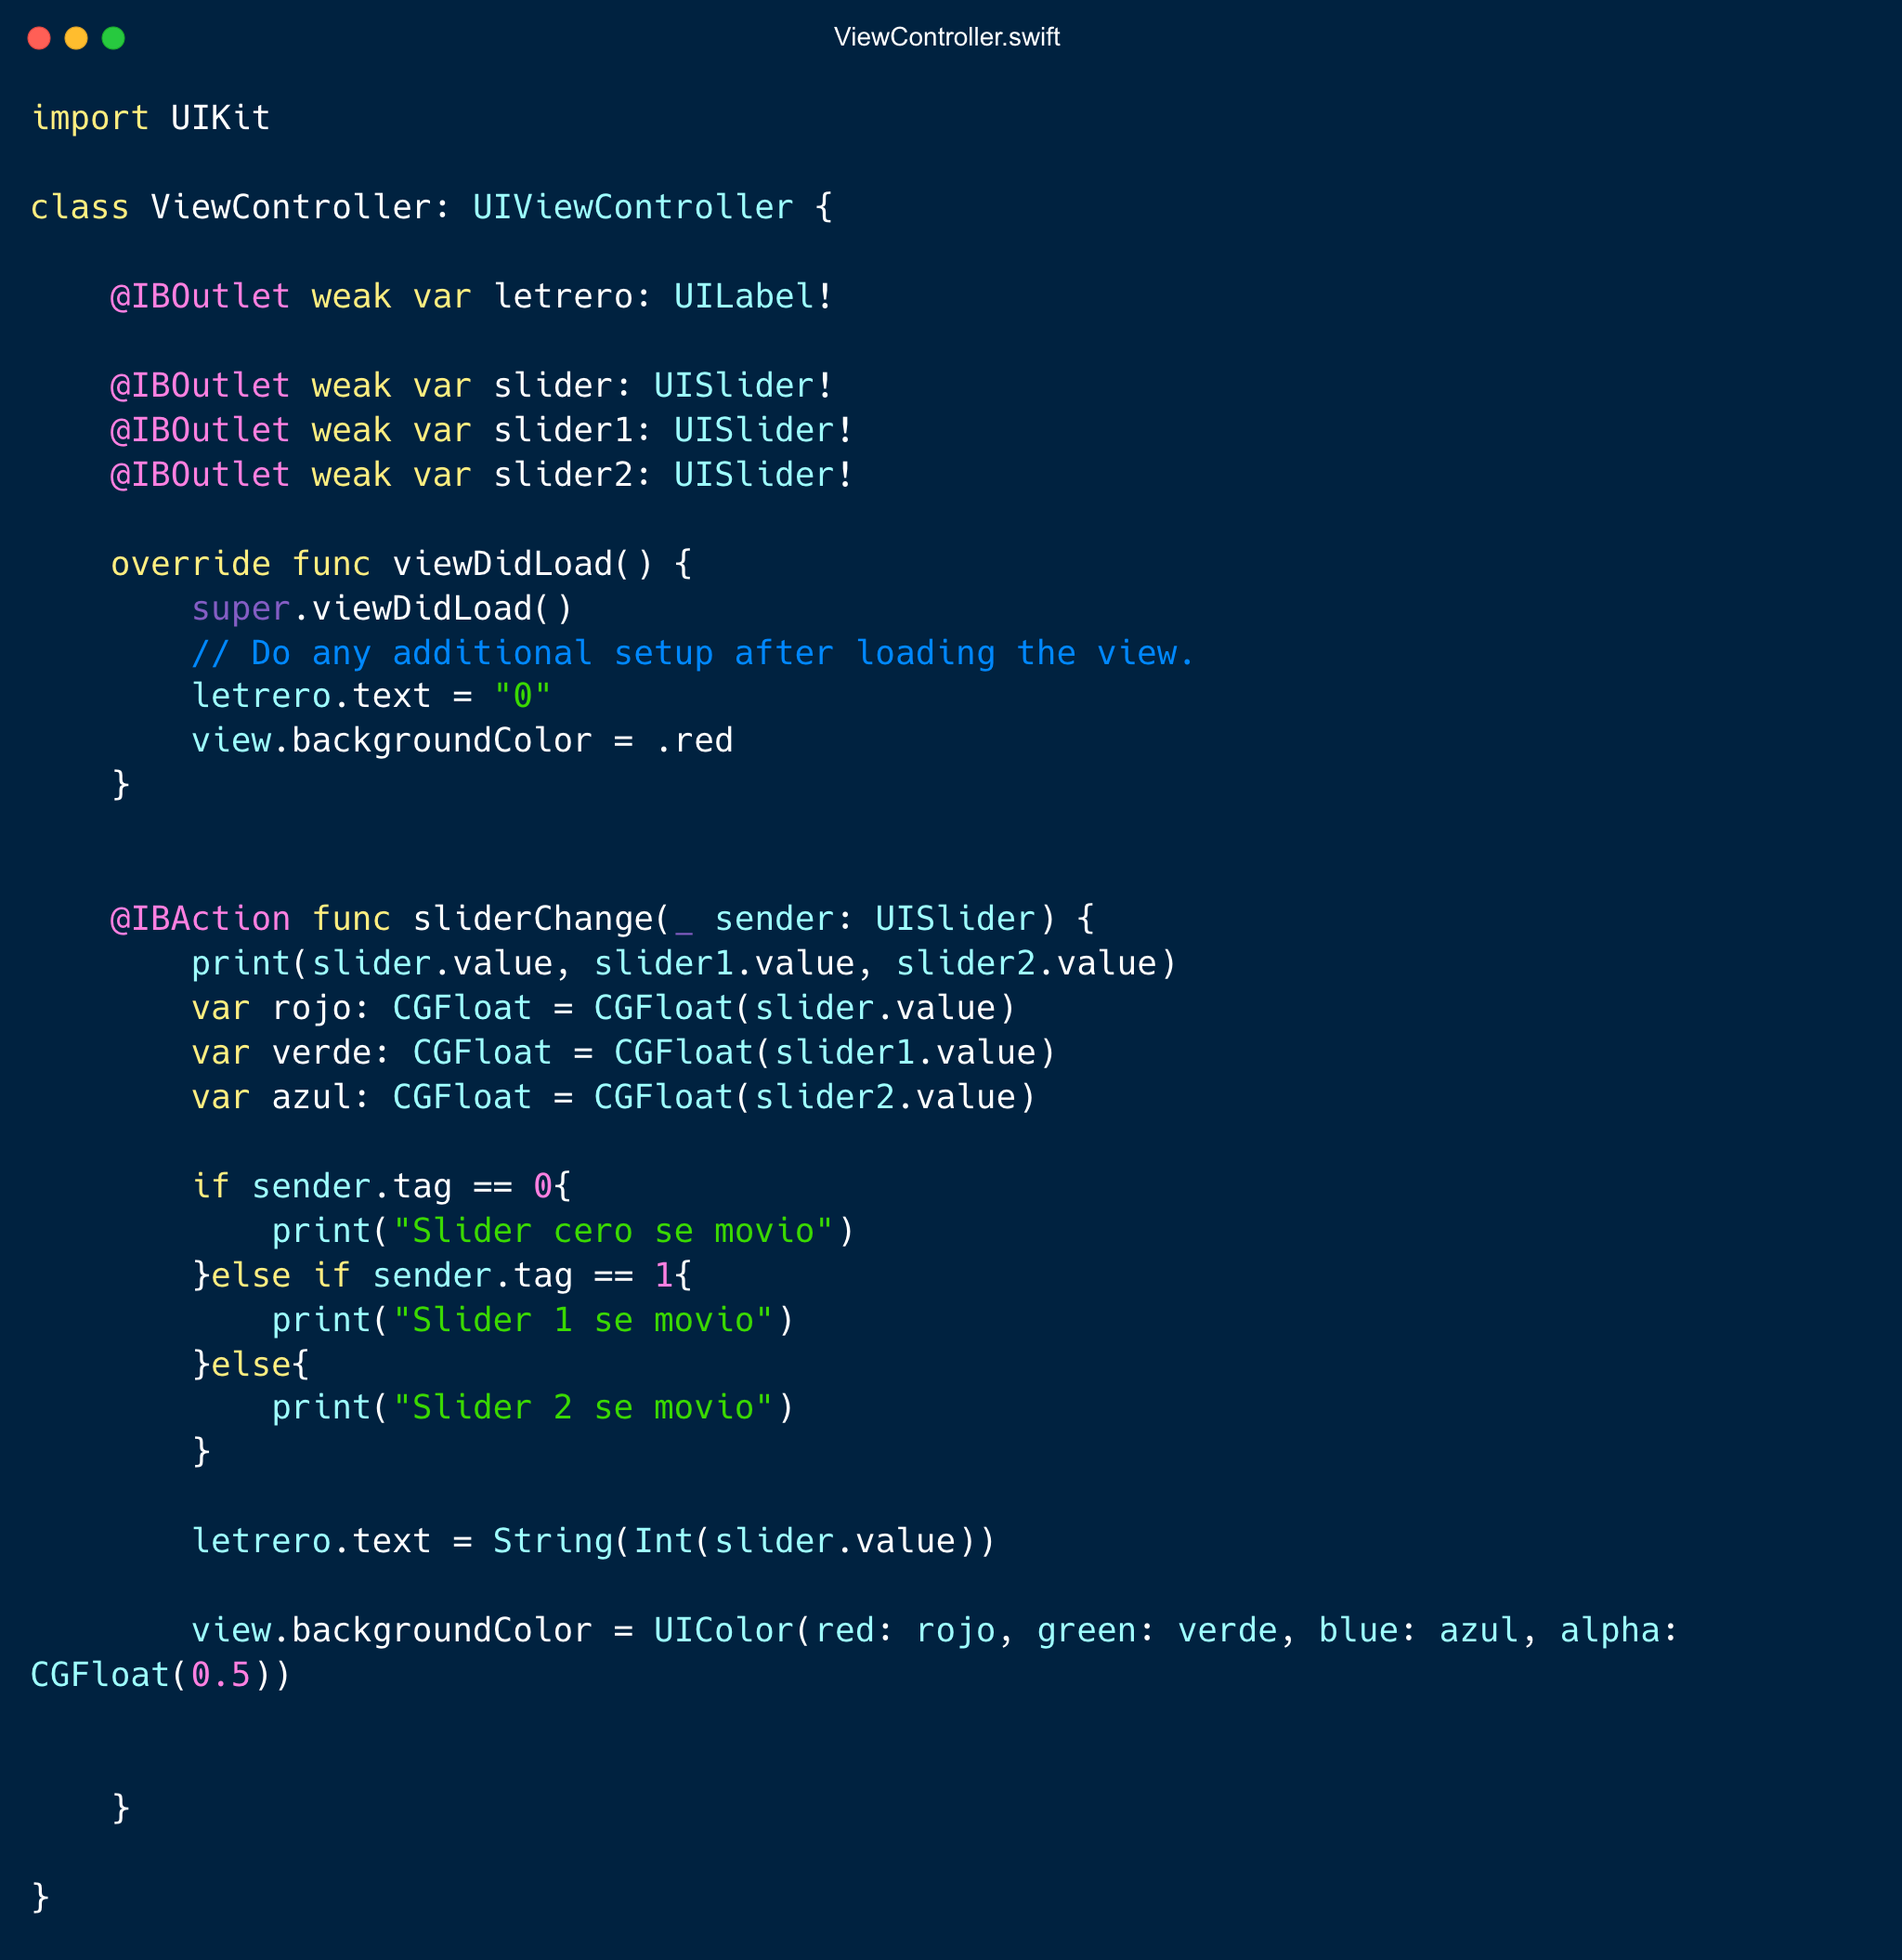 ViewController.swift
import UIKit
class ViewController: UIViewController {
@IBOutlet weak var letrero: UILabel!
@IBOutlet weak var slider: UISlider!
@IBOutlet weak var slider1: UISlider!
@IBOutlet weak var slider2: UISlider!
override func viewDidLoad() {
super.viewDidLoad()
// Do any additional setup after loading the view.
letrero.text = "0"
view.backgroundColor = .red
}
@IBAction func sliderChange(_ sender: UISlider) {
print(slider.value, slider1.value, slider2.value)
var rojo: CGFloat = CGFloat(slider.value)
var verde: CGFloat = CGFloat(slider1.value)
var azul: CGFloat = CGFloat(slider2.value)
if sender.tag == 0{
print("Slider cero se movio")
}else if sender.tag == 1{
print("Slider 1 se movio")
}else{
print("Slider 2 se movio")
}
letrero.text = String(Int(slider.value))
view.backgroundColor = UIColor(red: rojo, green: verde, blue: azul, alpha:
CGFloat(0.5))
}
}